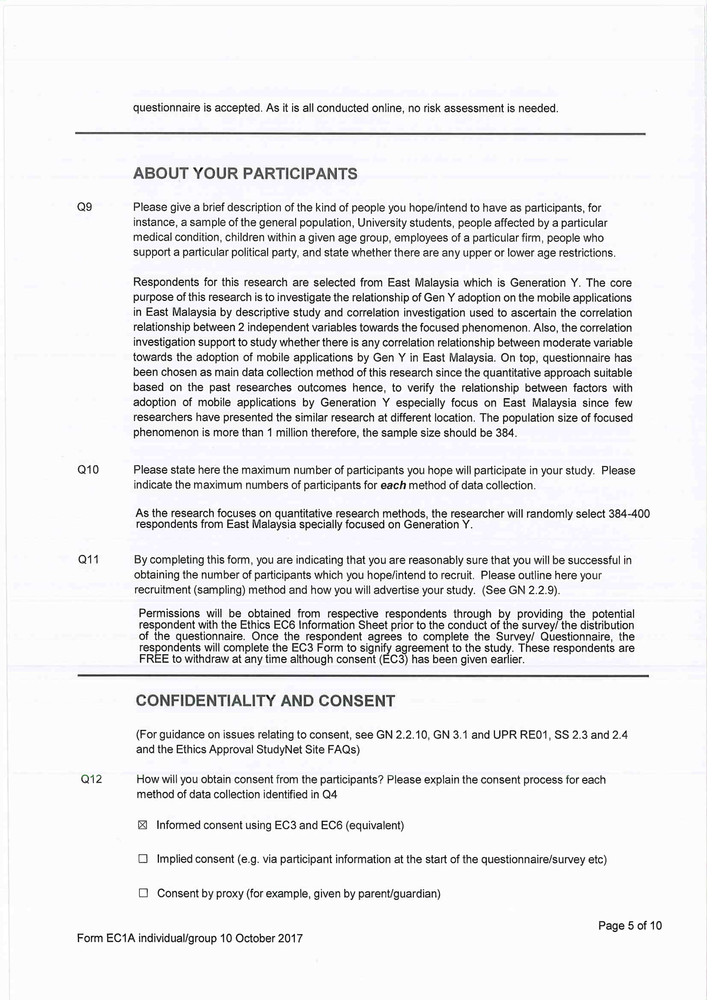 questionnaire is accepted. As it is all conducted online, no risk assessment is needed.
ABOUT YOUR PARTICIPANTS
Q9 Please give a brief description of the kind of people you hope/intend to have as participants, for
instance, a sample of the general population, University students, people affected by a particular
medical condition, children within a given age group, employees of a particular firm, people who
support a particular political party, and state whether there are any upper or lower age restrictions.
Respondents for this research are selected from East Malaysia which is Generation Y. The core
purpose of this research is to investigate the relationship of Gen Y adoption on the mobile applications
in East Malaysia by descriptive study and correlation investigation used to ascertain the correlation
relationship between 2 independent variables towards the focused phenomenon. Also, the correlation
investigation support to study whether there is any correlation relationship between moderate variable
towards the adoption of mobile applications by Gen Y in East Malaysia. On top, questionnaire has
been chosen as main data collection method of this research since the quantitative approach suitable
based on the past researches outcomes hence, to verify the relationship between factors with
adoption of mobile applications by Generation Y especially focus on East Malaysia since few
researchers have presented the similar research at different location. The population size of focused
phenomenon is more than 1 million therefore, the sample size should be 384.
Q10 Please state here the maximum number of participants you hope will participate in your study. Please
indicate the maximum numbers of participants for each method of data collection.
As the research focuses on quantitative research methods, the researcher will randomly select 384-400
respondents from East Malaysia specially focused on Generation Y.
Q11 By completing this form, you are indicating that you are reasonably sure that you will be successful in
obtaining the number of participants which you hope/intend to recruit. Please outline here your
recruitment (sampling) method and how you will advertise your study. (See GN 2.2.9).
Permissions will be obtained from respective respondents through by providing the potential
respondent with the Ethics EC6 Information Sheet prior to the conduct of the survey/ the distribution
of the questionnaire. Once the respondent agrees to complete the Survey/ Questionnaire, the
respondents will complete the EC3 Form to signify agreement to the study. These respondents are
FREE to withdraw at any time although consent (EC3) has been given earlier.
CONFIDENTIALITY AND CONSENT
(For guidance on issues relating to consent, see GN 2.2.10, GN 3.1 and UPR RE01, SS 2.3 and 2.4
and the Ethics Approval StudyNet Site FAQs)
Q12 How will you obtain consent from the participants? Please explain the consent process for each
method of data collection identified in Q4
☒ Informed consent using EC3 and EC6 (equivalent)
☐ Implied consent (e.g. via participant information at the start of the questionnaire/survey etc)
☐ Consent by proxy (for example, given by parent/guardian)
Page 5 of 10
Form EC1A individual/group 10 October 2017